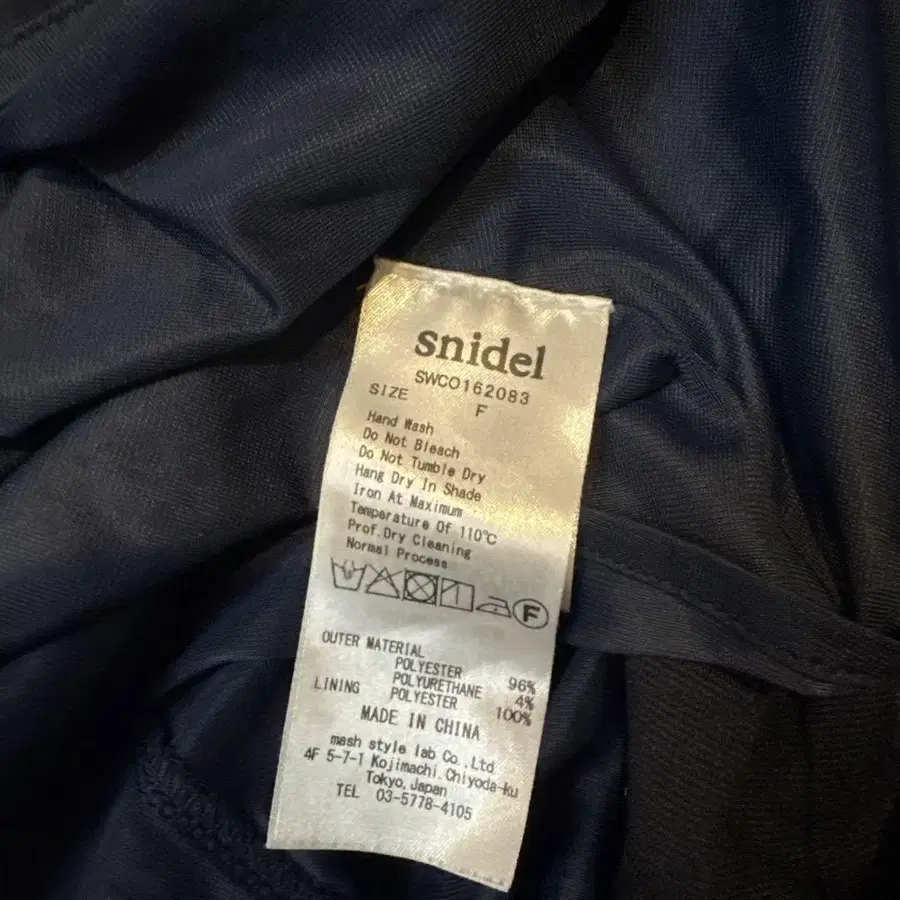 snidel
SWCO162083
SIZE F
Hand Wash
Do Not Bleach
Do Not Tumble Dry
Hang Dry In Shade
Iron At Maximum
Temperature Of 110℃
Prof.Dry Cleaning
Normal Process
F
OUTER MATERIAL
POLYESTER 96%
POLYURETHANE 4%
LINING POLYESTER 100%
MADE IN CHINA
mash style lab Co.,Ltd
4F 5-7-1 Kojimachi,Chiyoda-ku
Tokyo,Japan
TEL 03-5778-4105